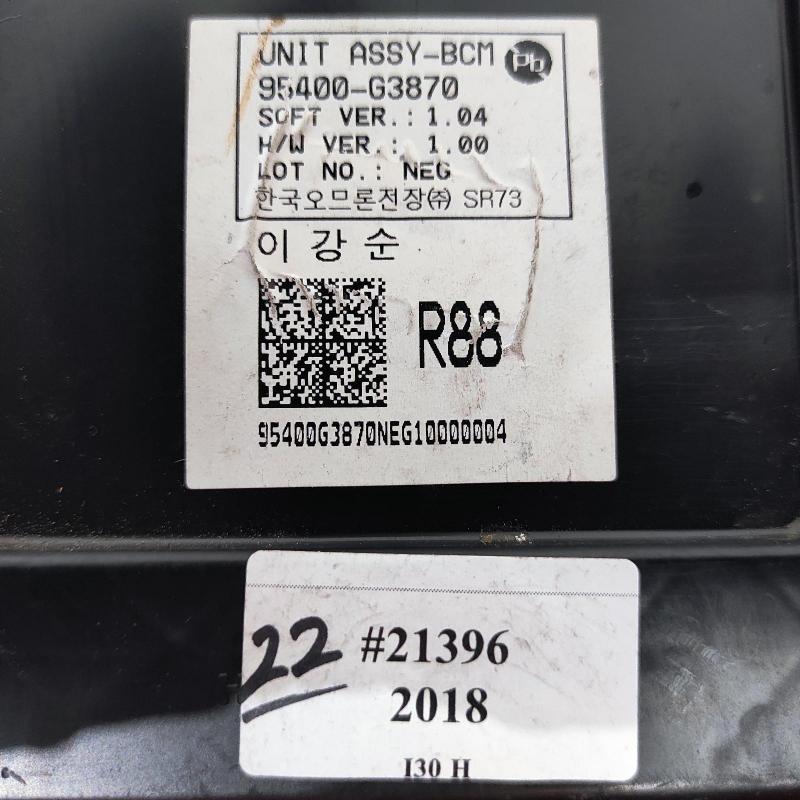 UNIT ASSY-BCM
Pb
95400-G3870
SOFT VER.: 1.04
H/W VER.: 1.00
LOT NO.: NEG
한국오므론전장㈜ SR73
이 강 순
R88
95400G3870NEG10000004
22 #21396
2018
I30 H